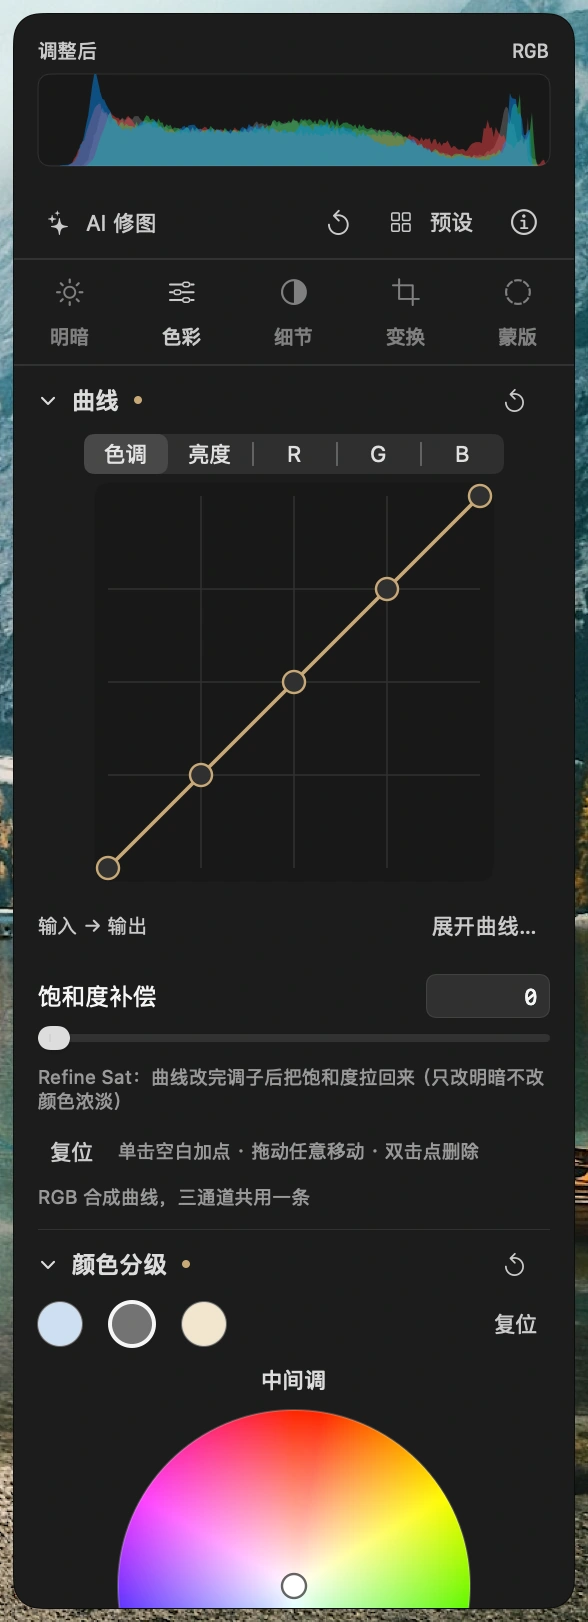 调整后
RGB
AI 修图
预设
明暗
色彩
细节
变换
蒙版
曲线
色调
亮度
R
G
B
输入 → 输出
展开曲线...
饱和度补偿
0
Refine Sat：曲线改完调子后把饱和度拉回来（只改明暗不改
颜色浓淡）
复位
单击空白加点 · 拖动任意移动 · 双击点删除
RGB 合成曲线，三通道共用一条
颜色分级
复位
中间调